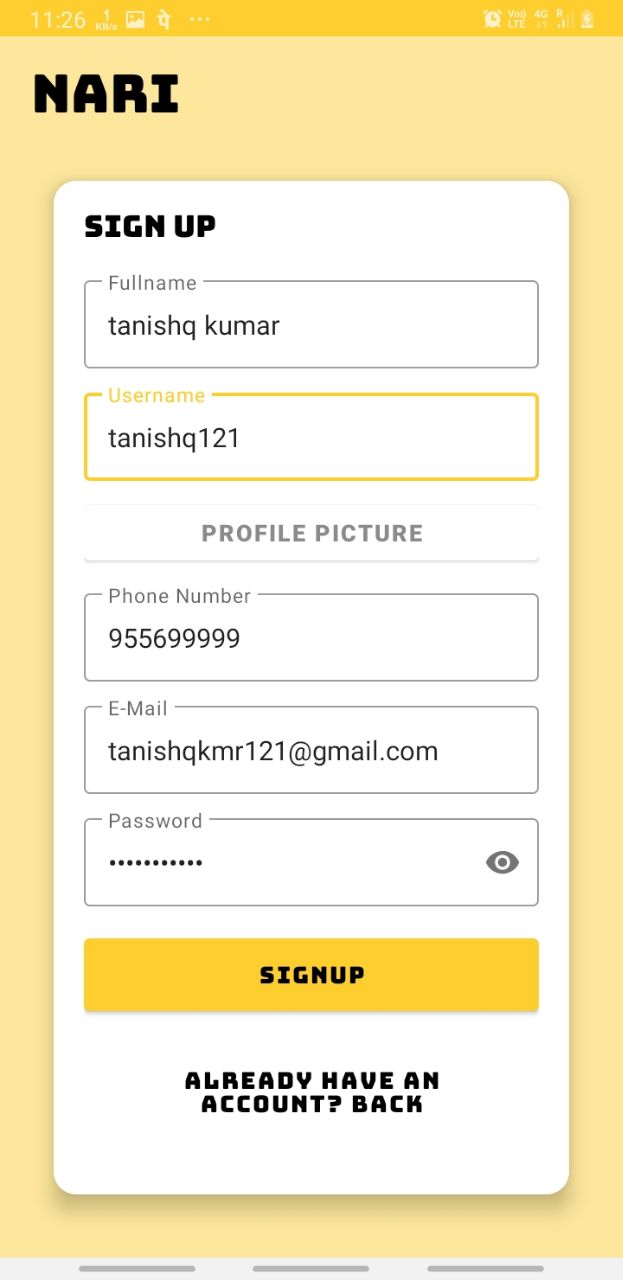 11:26 1 KB/s पे ...
Vo) LTE 4G R
NARI
SIGN UP
Fullname
tanishq kumar
Username
tanishq121
PROFILE PICTURE
Phone Number
955699999
E-Mail
tanishqkmr121@gmail.com
Password
•••••••••••
SIGNUP
ALREADY HAVE AN
ACCOUNT? BACK